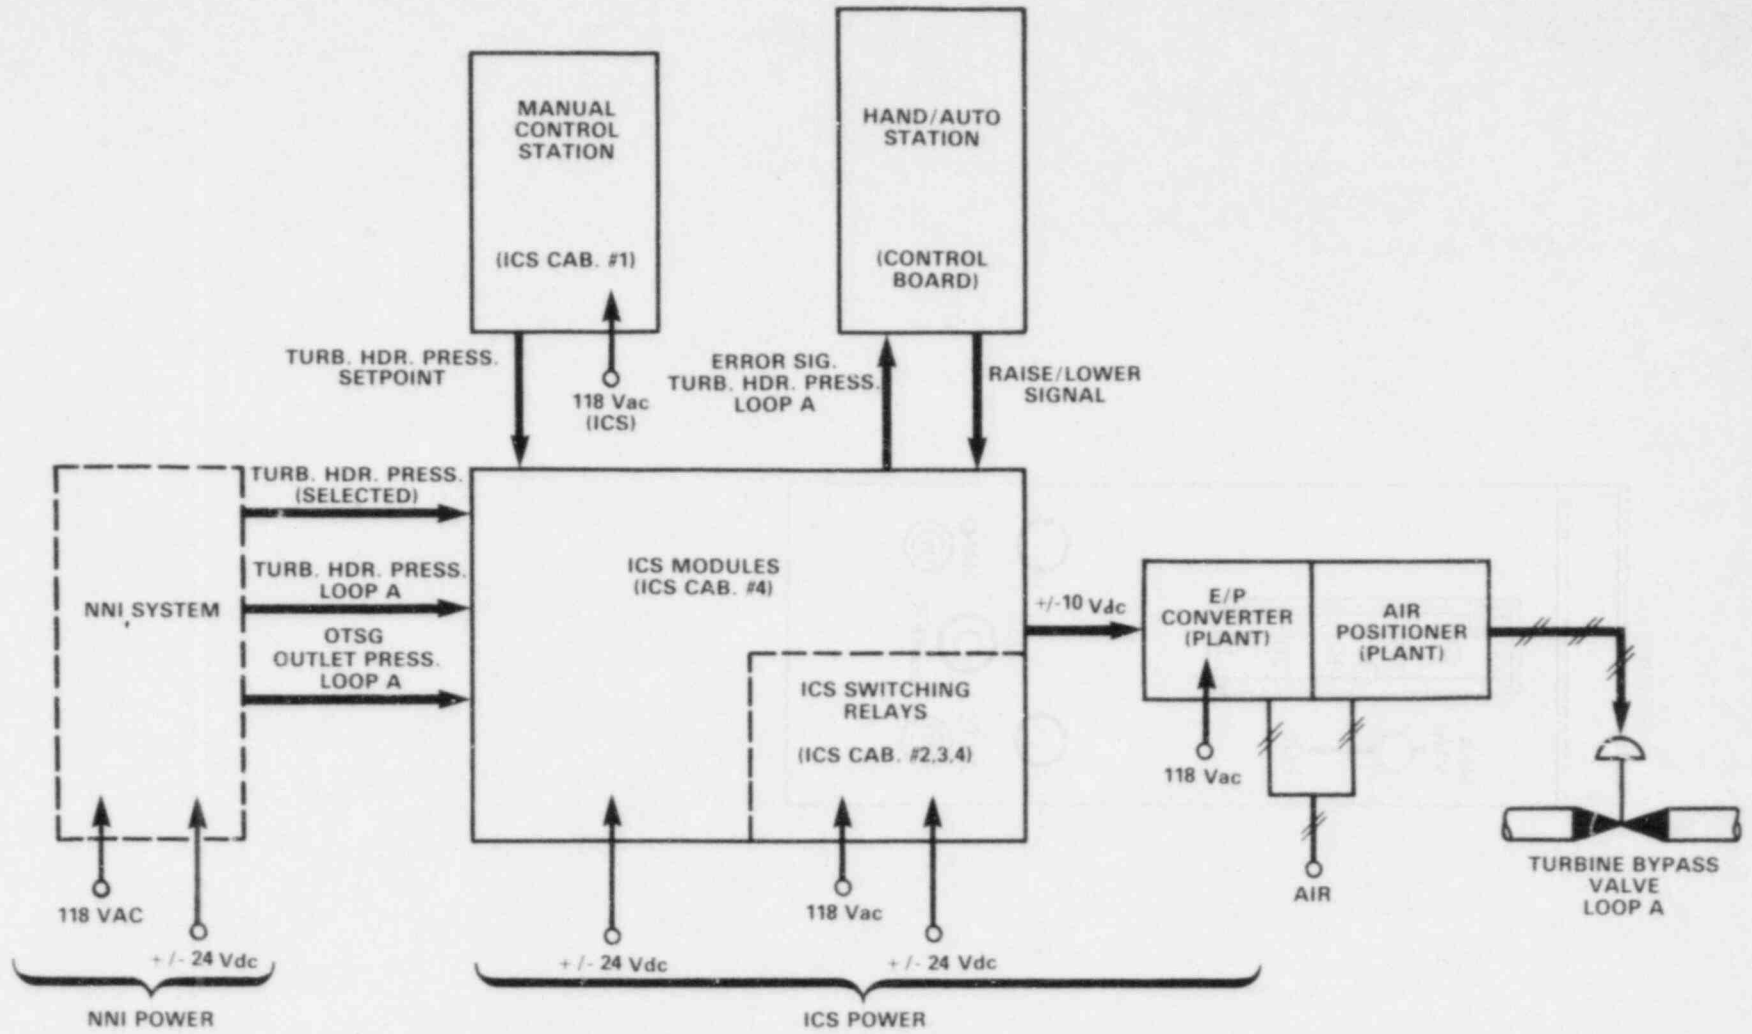 MANUAL
CONTROL
STATION
(ICS CAB. #1)
HAND/AUTO
STATION
(CONTROL
BOARD)
TURB. HDR. PRESS.
SETPOINT
118 Vac
(ICS)
ERROR SIG.
TURB. HDR. PRESS.
LOOP A
RAISE/LOWER
SIGNAL
TURB. HDR. PRESS.
(SELECTED)
TURB. HDR. PRESS.
LOOP A
OTSG
OUTLET PRESS.
LOOP A
NNI SYSTEM
ICS MODULES
(ICS CAB. #4)
ICS SWITCHING
RELAYS
(ICS CAB. #2,3,4)
+/-10 Vdc
E/P
CONVERTER
(PLANT)
AIR
POSITIONER
(PLANT)
118 Vac
AIR
TURBINE BYPASS
VALVE
LOOP A
118 VAC
+/- 24 Vdc
118 Vac
+/- 24 Vdc
+/- 24 Vdc
NNI POWER
ICS POWER